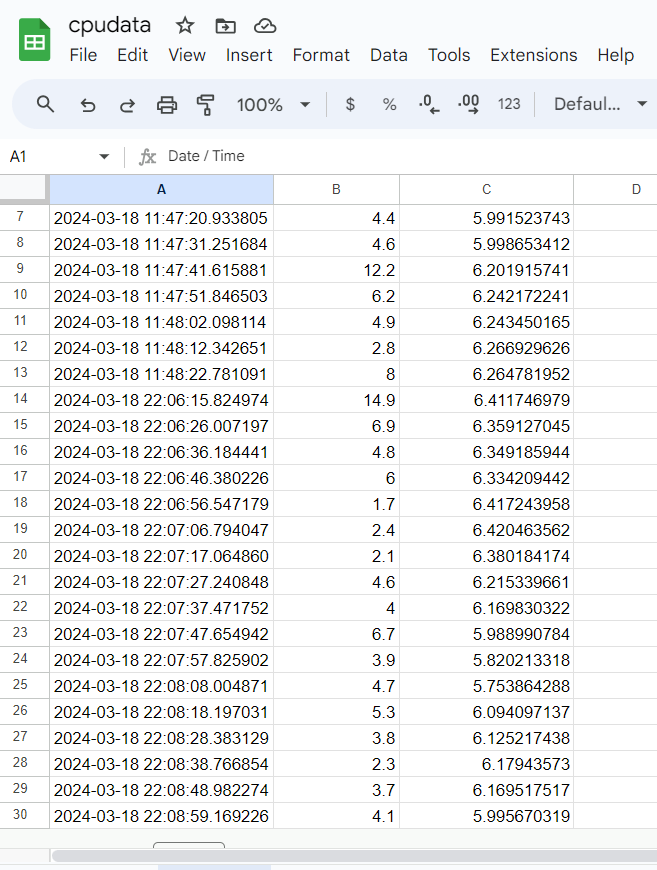 cpudata
File Edit View Insert Format Data Tools Extensions Help
100% $ % .0 .00 123 Defaul...
A1 fx Date / Time
A B C D
7 2024-03-18 11:47:20.933805 4.4 5.991523743
8 2024-03-18 11:47:31.251684 4.6 5.998653412
9 2024-03-18 11:47:41.615881 12.2 6.201915741
10 2024-03-18 11:47:51.846503 6.2 6.242172241
11 2024-03-18 11:48:02.098114 4.9 6.243450165
12 2024-03-18 11:48:12.342651 2.8 6.266929626
13 2024-03-18 11:48:22.781091 8 6.264781952
14 2024-03-18 22:06:15.824974 14.9 6.411746979
15 2024-03-18 22:06:26.007197 6.9 6.359127045
16 2024-03-18 22:06:36.184441 4.8 6.349185944
17 2024-03-18 22:06:46.380226 6 6.334209442
18 2024-03-18 22:06:56.547179 1.7 6.417243958
19 2024-03-18 22:07:06.794047 2.4 6.420463562
20 2024-03-18 22:07:17.064860 2.1 6.380184174
21 2024-03-18 22:07:27.240848 4.6 6.215339661
22 2024-03-18 22:07:37.471752 4 6.169830322
23 2024-03-18 22:07:47.654942 6.7 5.988990784
24 2024-03-18 22:07:57.825902 3.9 5.820213318
25 2024-03-18 22:08:08.004871 4.7 5.753864288
26 2024-03-18 22:08:18.197031 5.3 6.094097137
27 2024-03-18 22:08:28.383129 3.8 6.125217438
28 2024-03-18 22:08:38.766854 2.3 6.17943573
29 2024-03-18 22:08:48.982274 3.7 6.169517517
30 2024-03-18 22:08:59.169226 4.1 5.995670319